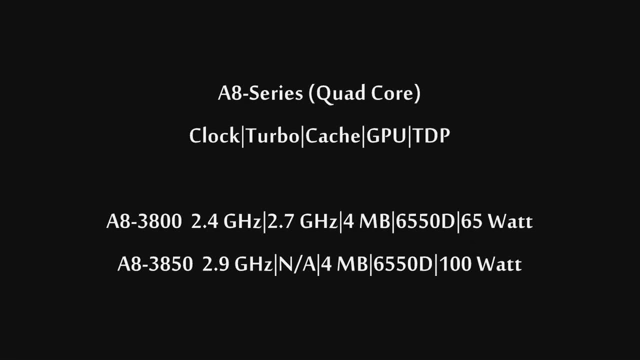 A8-Series (Quad Core)
Clock|Turbo|Cache|GPU|TDP
A8-3800 2.4 GHz|2.7 GHz|4 MB|6550D|65 Watt
A8-3850 2.9 GHz|N/A|4 MB|6550D|100 Watt